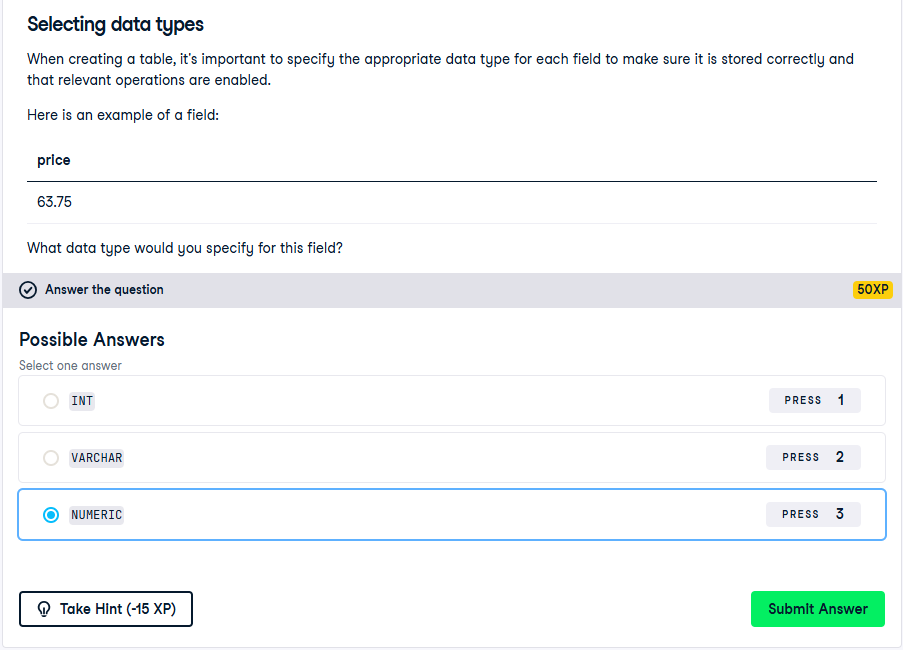 Selecting data types
When creating a table, it's important to specify the appropriate data type for each field to make sure it is stored correctly and
that relevant operations are enabled.
Here is an example of a field:
price
63.75
What data type would you specify for this field?
Answer the question 50XP
Possible Answers
Select one answer
INT PRESS 1
VARCHAR PRESS 2
NUMERIC PRESS 3
Take Hint (-15 XP) Submit Answer